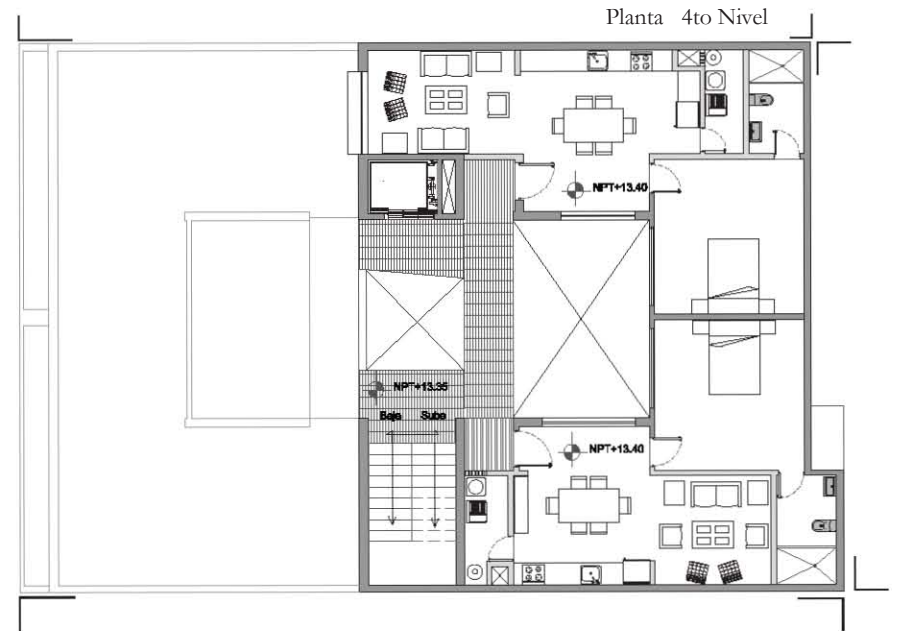 Planta 4to Nivel
NPT+13.40
NPT+13.35
Baja Sube
NPT+13.40